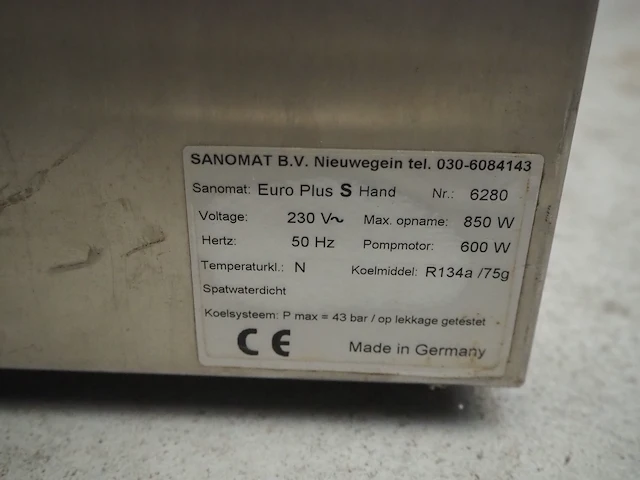 SANOMAT B.V. Nieuwegein tel. 030-6084143
Sanomat: Euro Plus S Hand Nr.: 6280
Voltage: 230 V~ Max. opname: 850 W
Hertz: 50 Hz Pompmotor: 600 W
Temperatuurkl.: N Koelmiddel: R134a /75g
Spatwaterdicht
Koelsysteem: P max = 43 bar / op lekkage getestet
CE Made in Germany